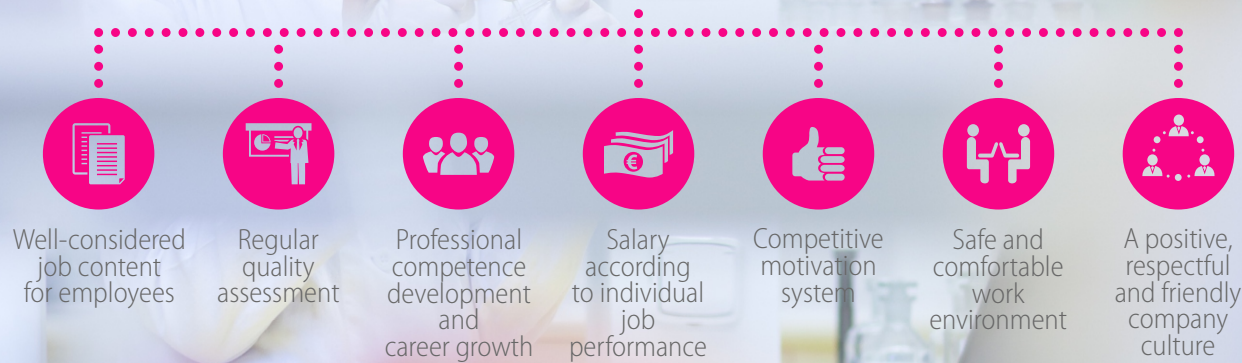 Well-considered
job content
for employees
Regular
quality
assessment
Professional
competence
development
and
career growth
Salary
according
to individual
job
performance
Competitive
motivation
system
Safe and
comfortable
work
environment
A positive,
respectful
and friendly
company
culture